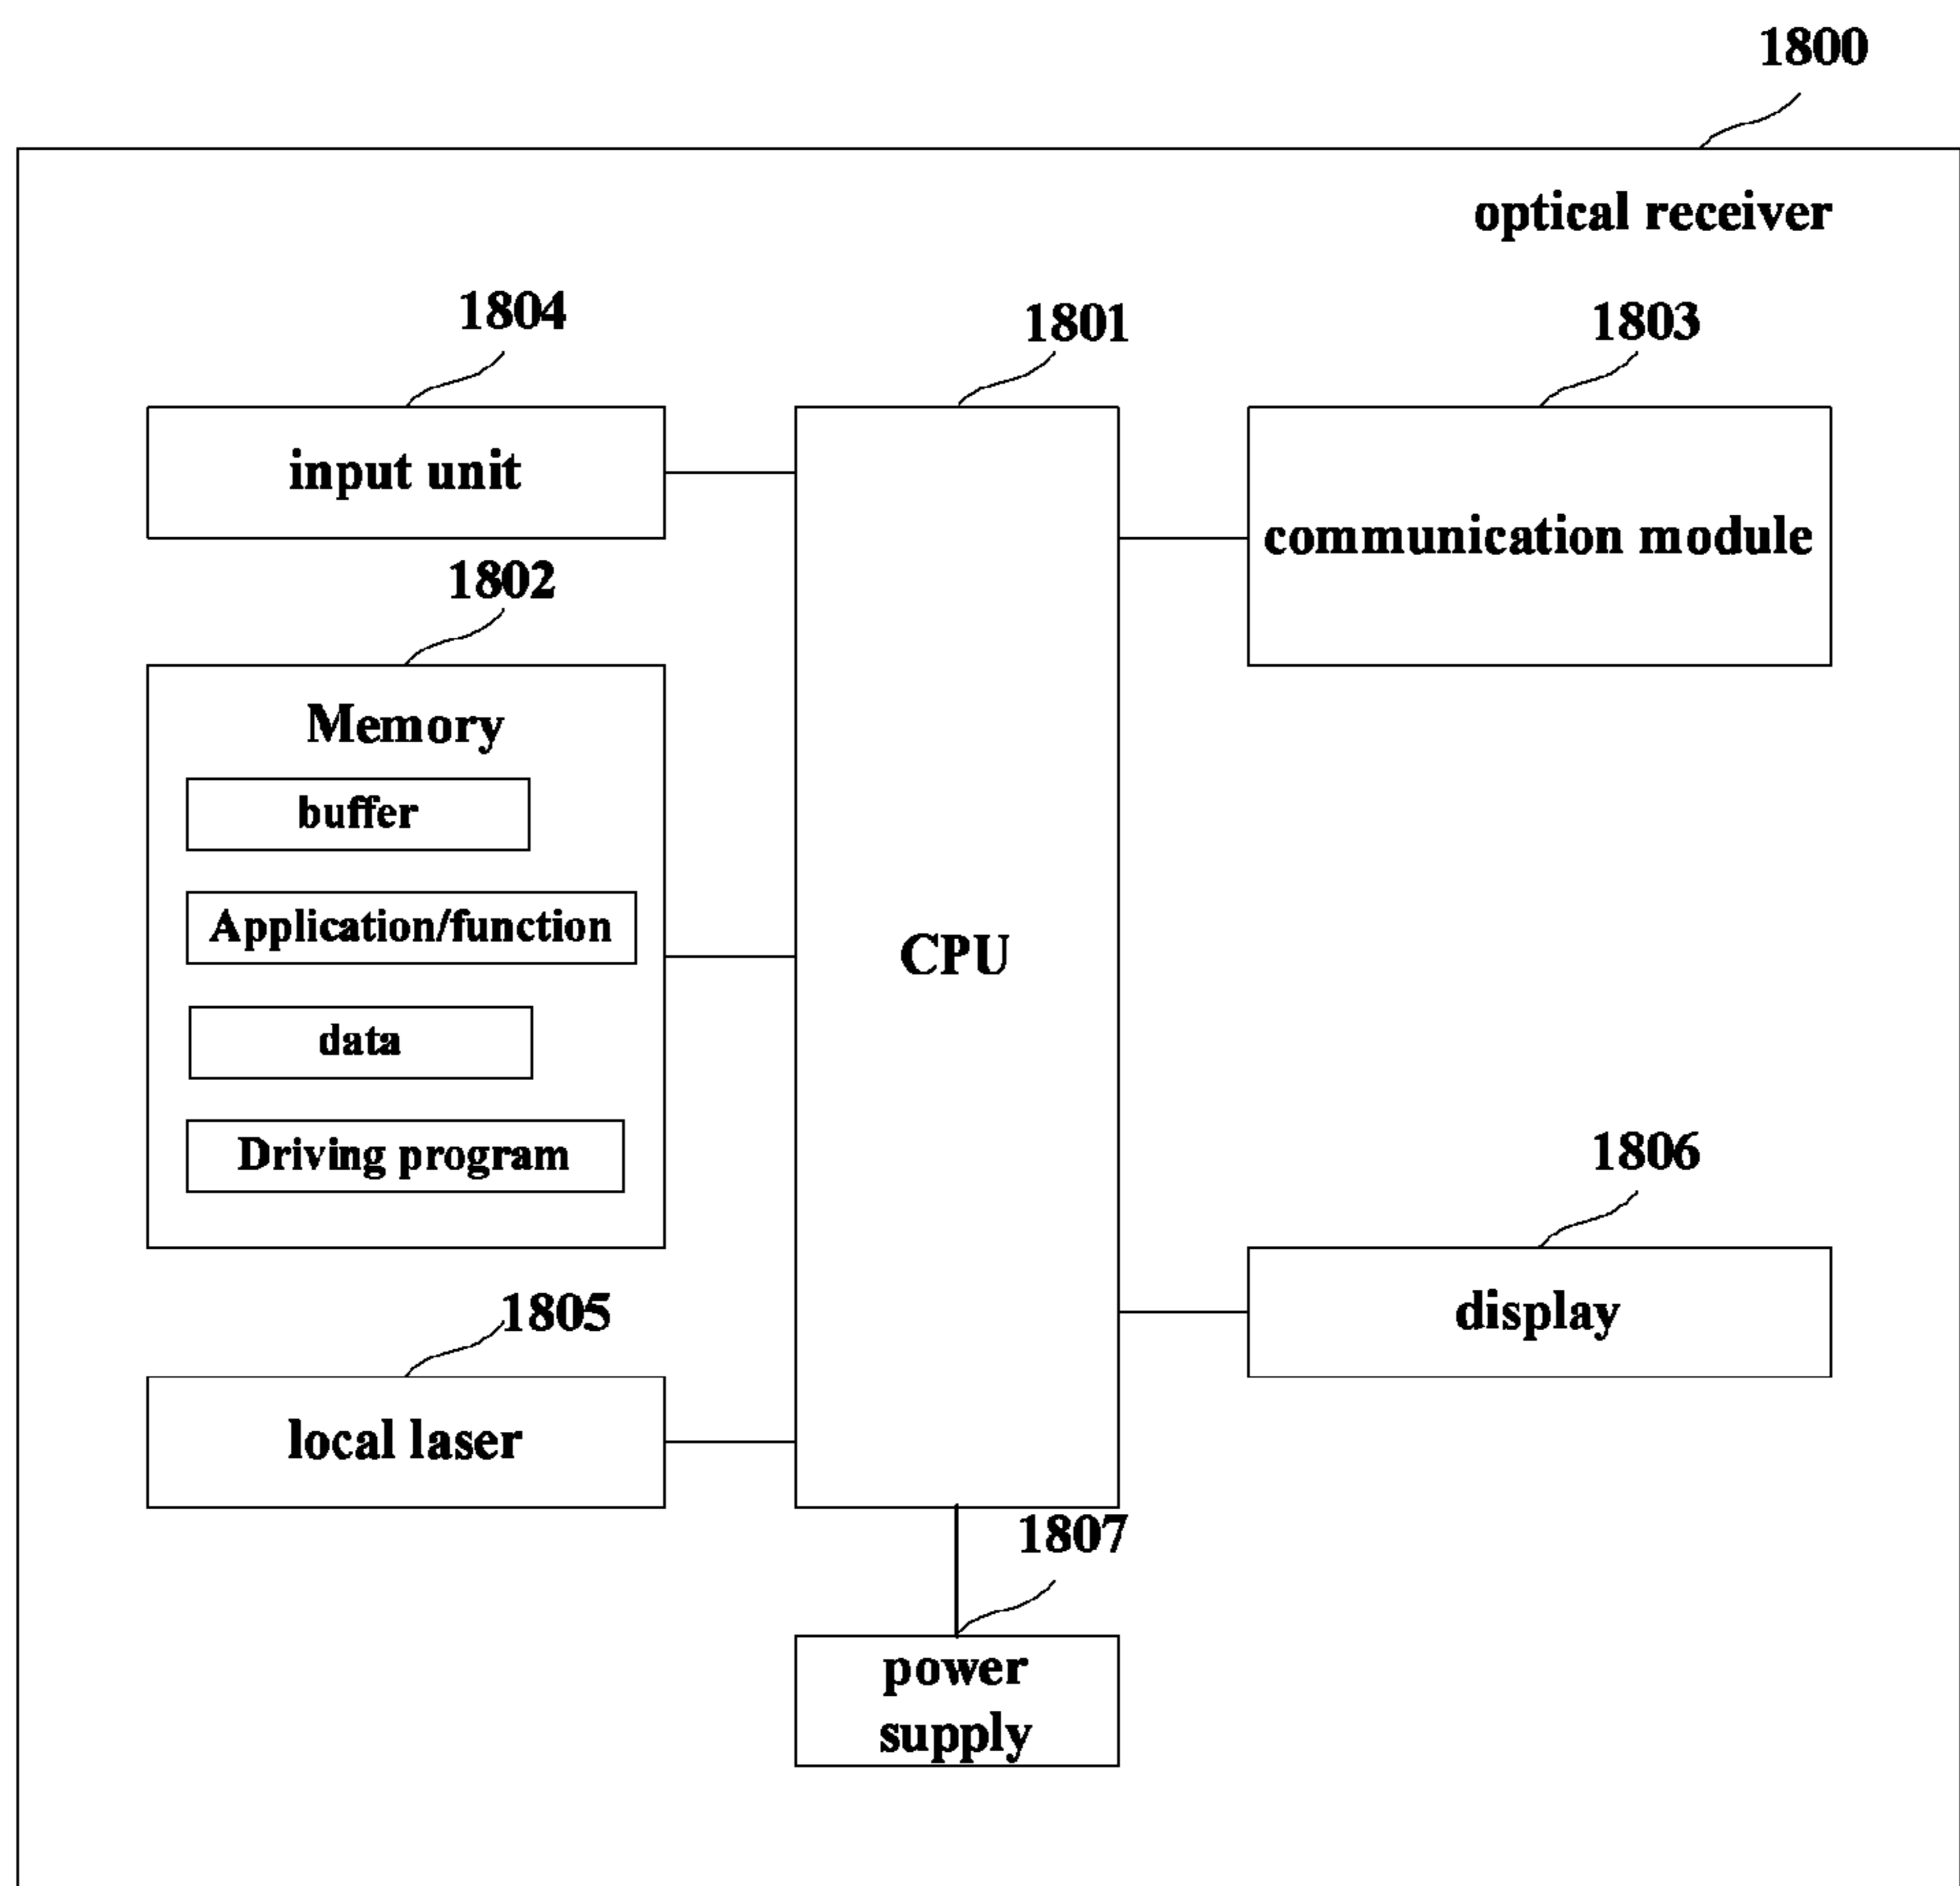 1800
optical receiver
1804
1801
1803
input unit
communication module
1802
Memory
buffer
Application/function
data
Driving program
CPU
1806
display
1805
local laser
1807
power
supply